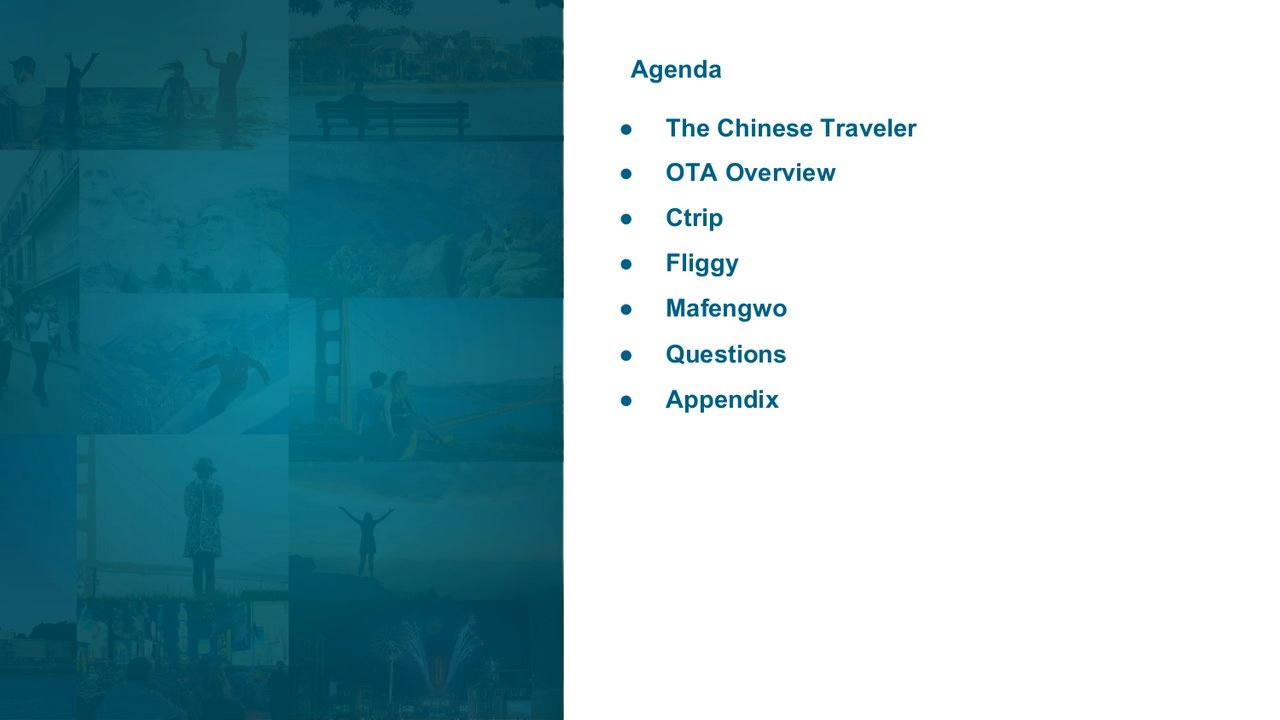 Agenda
● The Chinese Traveler
● OTA Overview
● Ctrip
● Fliggy
● Mafengwo
● Questions
● Appendix